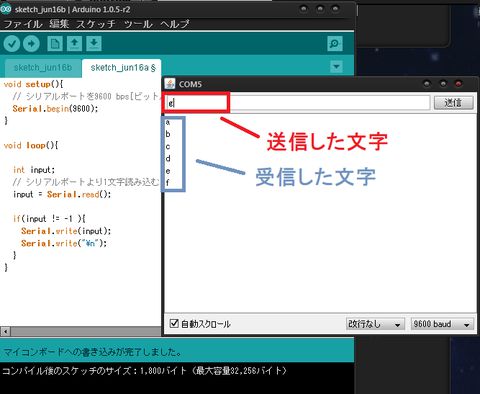 sketch_jun16b | Arduino 1.0.5-r2
ファイル 編集 スケッチ ツール ヘルプ
sketch_jun16b
sketch_jun16a §
void setup(){
// シリアルポートを9600 bps[ビット
Serial.begin(9600);
}
void loop(){
int input;
// シリアルポートより1文字読み込む
input = Serial.read();
if(input != -1 ){
Serial.write(input);
Serial.write("¥n");
}
}
COM5
送信
a
b
c
d
e
f
送信した文字
受信した文字
自動スクロール
改行なし
9600 baud
マイコンボードへの書き込みが完了しました。
コンパイル後のスケッチのサイズ：1,800バイト（最大容量32,256バイト）